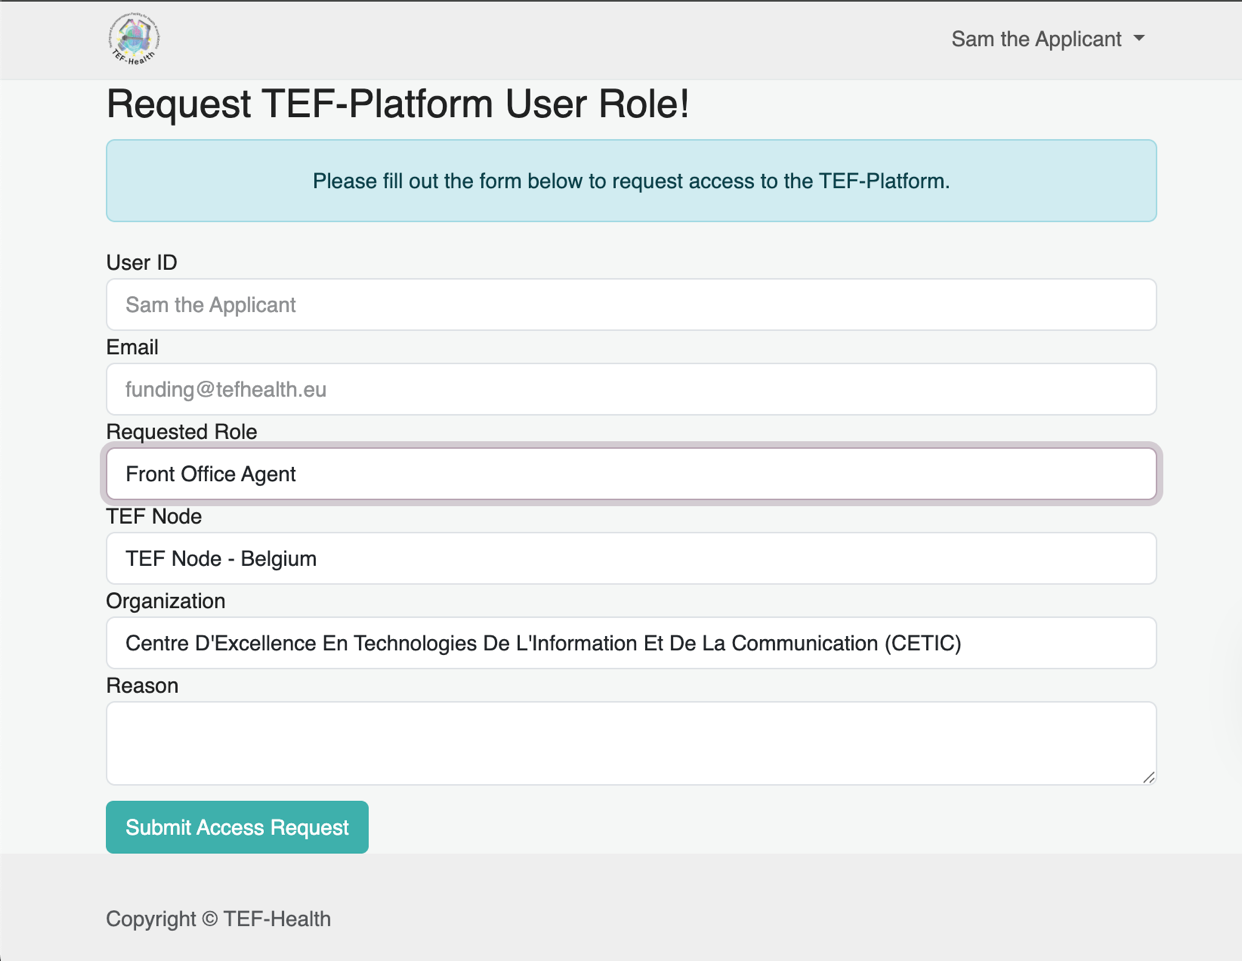 TEF-Health
Sam the Applicant
Request TEF-Platform User Role!
Please fill out the form below to request access to the TEF-Platform.
User ID
Sam the Applicant
Email
funding@tefhealth.eu
Requested Role
Front Office Agent
TEF Node
TEF Node - Belgium
Organization
Centre D'Excellence En Technologies De L'Information Et De La Communication (CETIC)
Reason
Submit Access Request
Copyright © TEF-Health